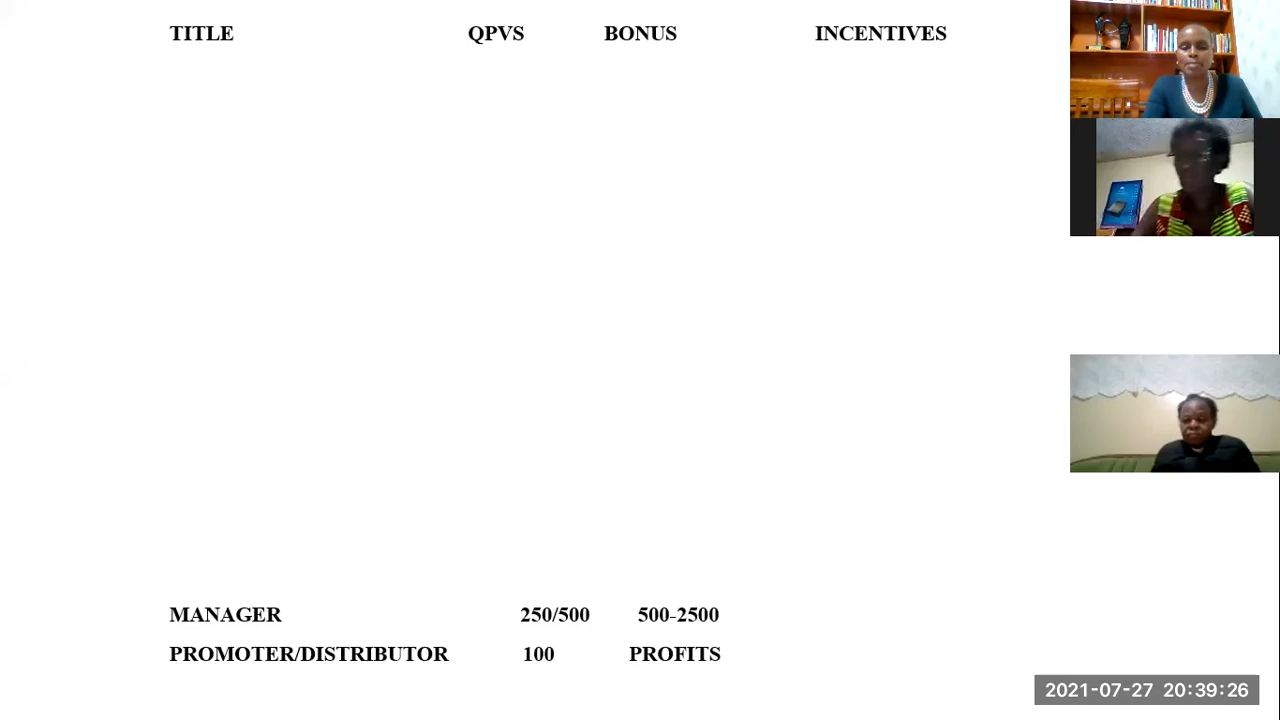 TITLE QPVS BONUS INCENTIVES
MANAGER 250/500 500-2500
PROMOTER/DISTRIBUTOR 100 PROFITS
2021-07-27 20:39:26